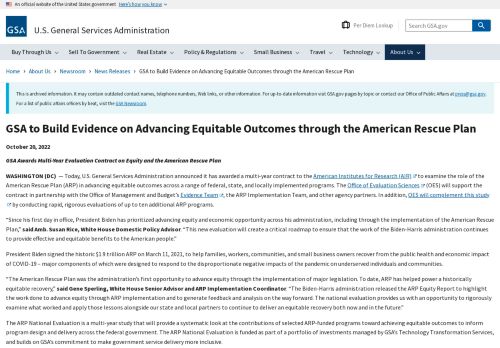 An official website of the United States government Here's how you know
GSA U.S. General Services Administration
Per Diem Lookup Search GSA.gov
Buy Through Us Sell To Government Real Estate Policy & Regulations Small Business Travel Technology About Us
Home › About Us › Newsroom › News Releases › GSA to Build Evidence on Advancing Equitable Outcomes through the American Rescue Plan
This is archived information. It may contain outdated contact names, telephone numbers, Web links, or other information. For up-to-date information visit GSA.gov pages by topic or contact our Office of Public Affairs at press@gsa.gov.
For a list of public affairs officers by beat, visit the GSA Newsroom.
GSA to Build Evidence on Advancing Equitable Outcomes through the American Rescue Plan
October 20, 2022
GSA Awards Multi-Year Evaluation Contract on Equity and the American Rescue Plan
WASHINGTON (DC) — Today, U.S. General Services Administration announced it has awarded a multi-year contract to the American Institutes for Research (AIR) to examine the role of the
American Rescue Plan (ARP) in advancing equitable outcomes across a range of federal, state, and locally implemented programs. The Office of Evaluation Sciences (OES) will support the
contract in partnership with the Office of Management and Budget's Evidence Team, the ARP Implementation Team, and other agency partners. In addition, OES will complement this study
by conducting rapid, rigorous evaluations of up to ten additional ARP programs.
"Since his first day in office, President Biden has prioritized advancing equity and economic opportunity across his administration, including through the implementation of the American Rescue
Plan," said Amb. Susan Rice, White House Domestic Policy Advisor. "This new evaluation will create a critical roadmap to ensure that the work of the Biden-Harris administration continues
to provide effective and equitable benefits to the American people."
President Biden signed the historic $1.9 trillion ARP on March 11, 2021, to help families, workers, communities, and small business owners recover from the public health and economic impact
of COVID-19 – major components of which were designed to respond to the disproportionate negative impacts of the pandemic on underserved individuals and communities.
"The American Rescue Plan was the administration's first opportunity to advance equity through the implementation of major legislation. To date, ARP has helped power a historically
equitable recovery," said Gene Sperling, White House Senior Advisor and ARP Implementation Coordinator. "The Biden-Harris administration released the ARP Equity Report to highlight
the work done to advance equity through ARP implementation and to generate feedback and analysis on the way forward. The national evaluation provides us with an opportunity to rigorously
examine what worked and apply those lessons alongside our state and local partners to continue to deliver an equitable recovery both now and in the future."
The ARP National Evaluation is a multi-year study that will provide a systematic look at the contributions of selected ARP-funded programs toward achieving equitable outcomes to inform
program design and delivery across the federal government. The ARP National Evaluation is funded as part of a portfolio of investments managed by GSA's Technology Transformation Services,
and builds on GSA's commitment to make government service delivery more inclusive.